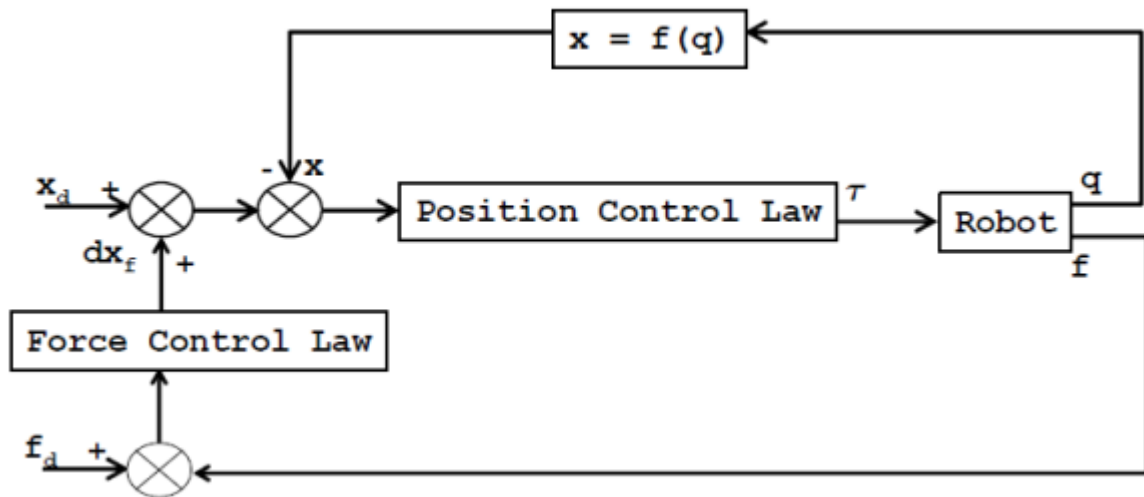 x = f(q)
- x
x_d +
Position Control Law
τ
Robot
q
f
dx_f +
Force Control Law
f_d +